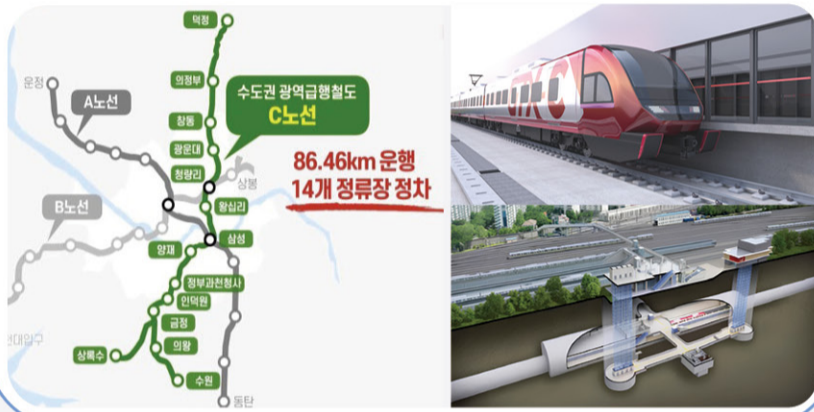 덕정
의정부
창동
광운대
청량리
왕십리
삼성
양재
정부과천청사
인덕원
금정
의왕
상록수
수원
운정
A노선
B노선
상봉
동탄
수도권 광역급행철도
C노선
86.46km 운행
14개 정류장 정차
GTX-C